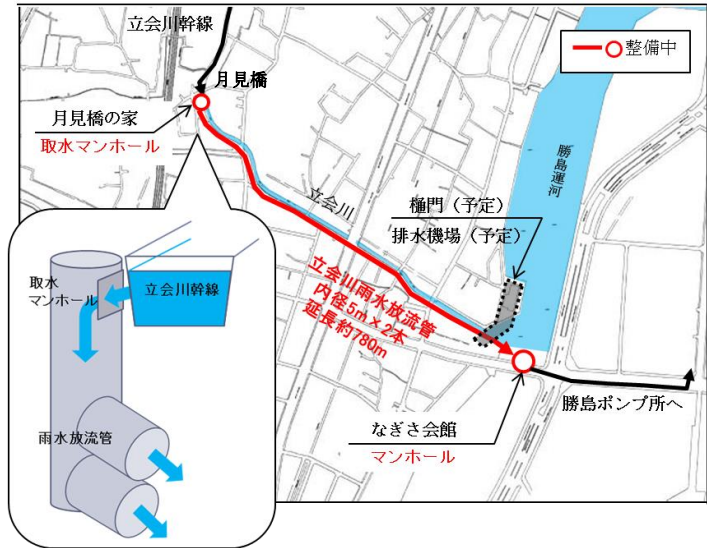 立会川幹線
整備中
月見橋
月見橋の家
取水マンホール
勝島運河
立会川
樋門（予定）
排水機場（予定）
取水
マンホール
立会川幹線
立会川雨水放流管
内径5m×2本
延長約780m
雨水放流管
勝島ポンプ所へ
なぎさ会館
マンホール